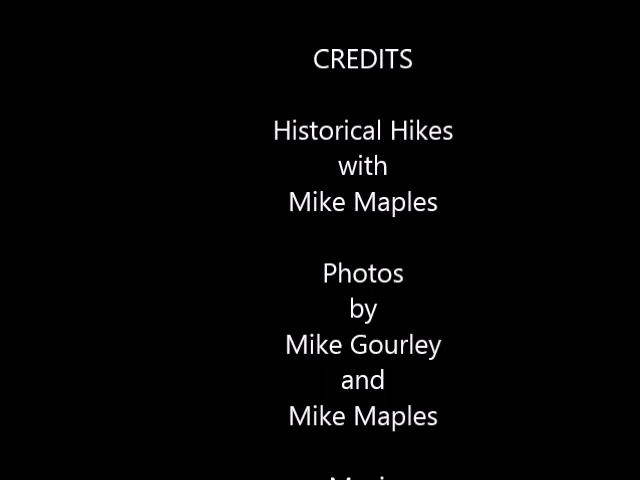 CREDITS
Historical Hikes
with
Mike Maples
Photos
by
Mike Gourley
and
Mike Maples